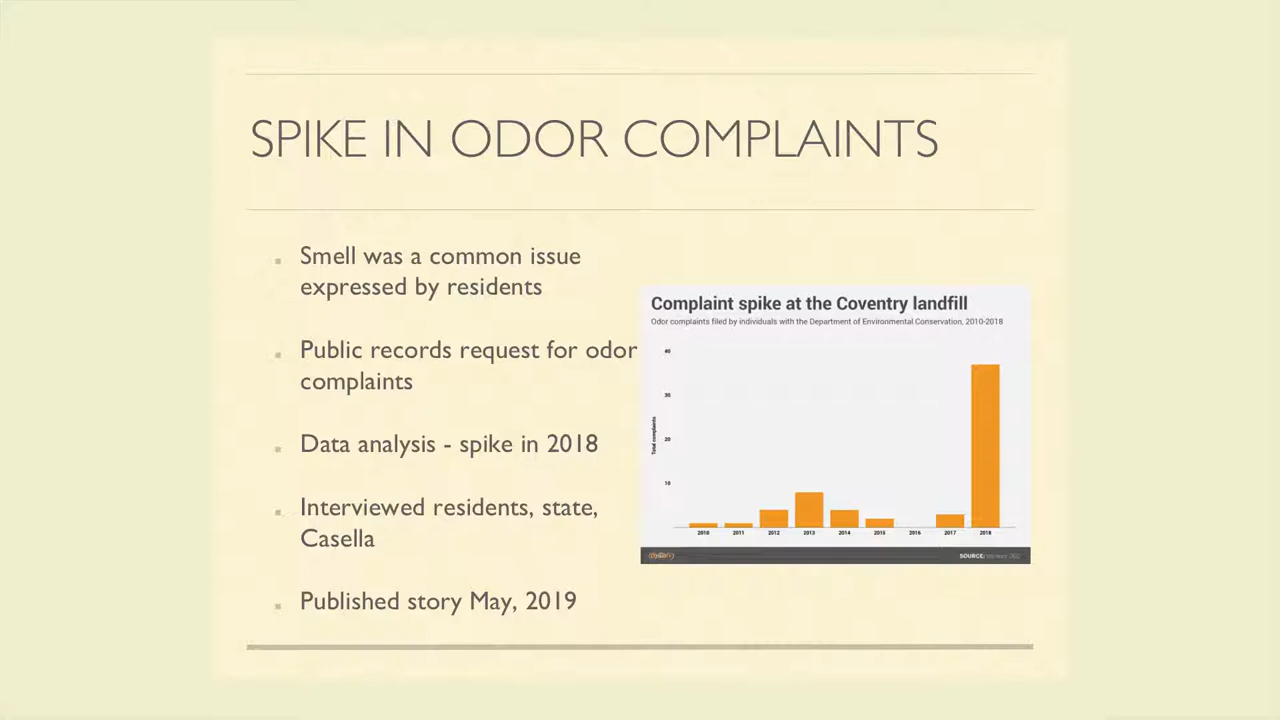 SPIKE IN ODOR COMPLAINTS
Smell was a common issue
expressed by residents
Public records request for odor
complaints
Data analysis - spike in 2018
Interviewed residents, state,
Casella
Published story May, 2019
Complaint spike at the Coventry landfill
Odor complaints filed by individuals with the Department of Environmental Conservation, 2010-2018
Total complaints
40
30
20
10
2010 2011 2012 2013 2014 2015 2016 2017 2018
SOURCE: